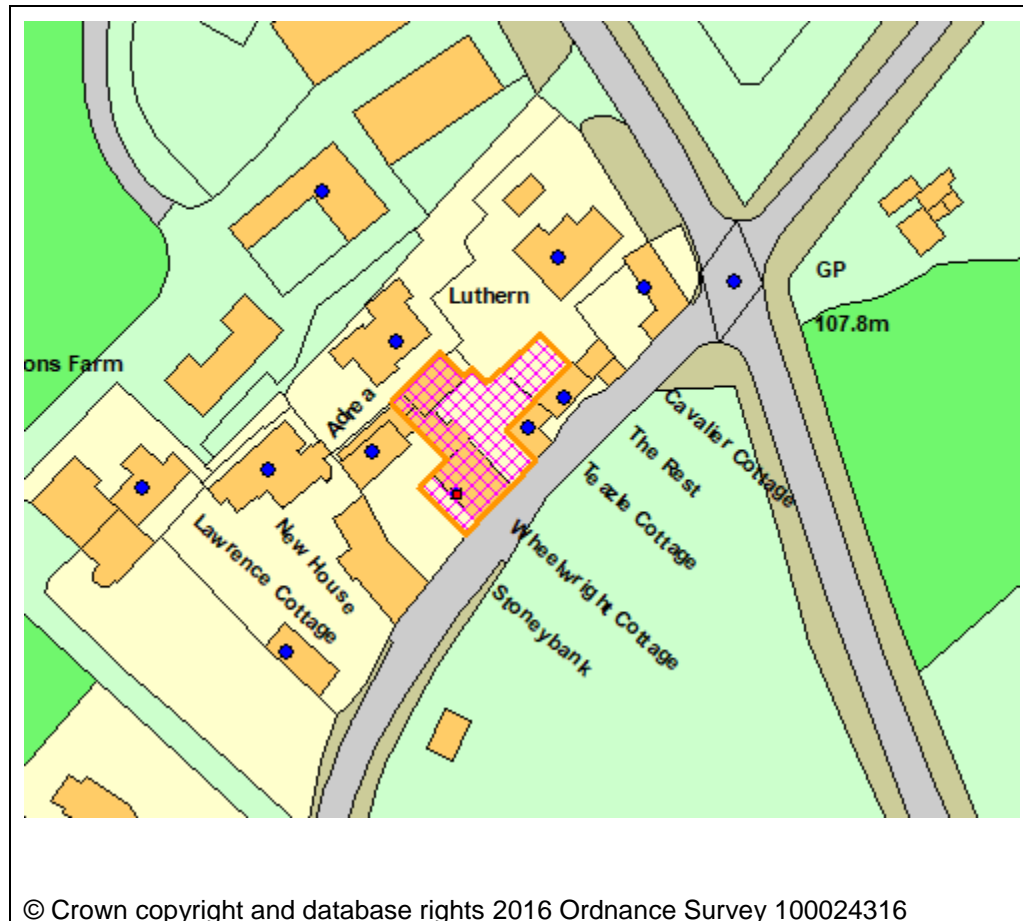 GP
Luthern
107.8m
ons Farm
Adrea
Cavalier Cottage
The Rest
Teazle Cottage
Wheelwright Cottage
Stoneybank
New House
Lawrence Cottage
© Crown copyright and database rights 2016 Ordnance Survey 100024316